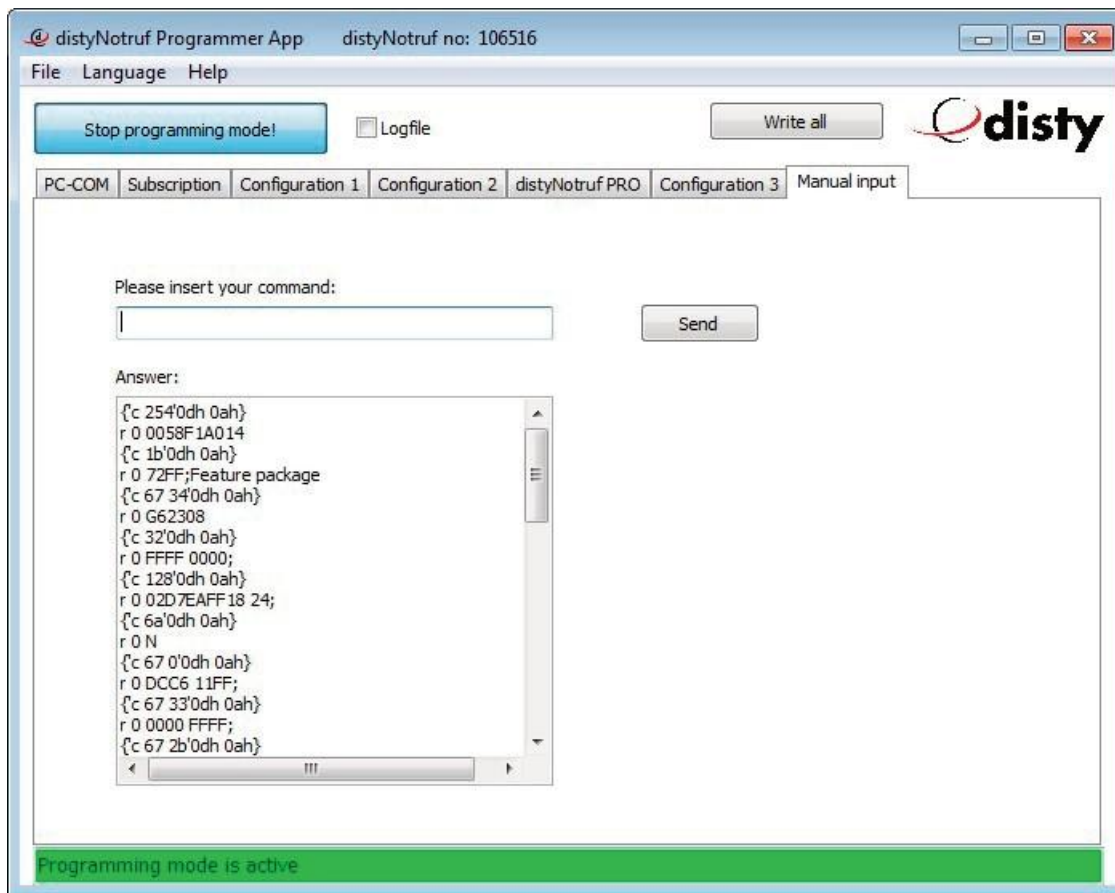 distyNotruf Programmer App distyNotruf no: 106516
File Language Help
Stop programming mode! Logfile Write all disty
PC-COM Subscription Configuration 1 Configuration 2 distyNotruf PRO Configuration 3 Manual input
Please insert your command:
Send
Answer:
{'c 254'0dh 0ah}
r 0 0058F1A014
{'c 1b'0dh 0ah}
r 0 72FF;Feature package
{'c 67 34'0dh 0ah}
r 0 G62308
{'c 32'0dh 0ah}
r 0 FFFF 0000;
{'c 128'0dh 0ah}
r 0 02D7EAFF18 24;
{'c 6a'0dh 0ah}
r 0 N
{'c 67 0'0dh 0ah}
r 0 DCC6 11FF;
{'c 67 33'0dh 0ah}
r 0 0000 FFFF;
{'c 67 2b'0dh 0ah}
Programming mode is active